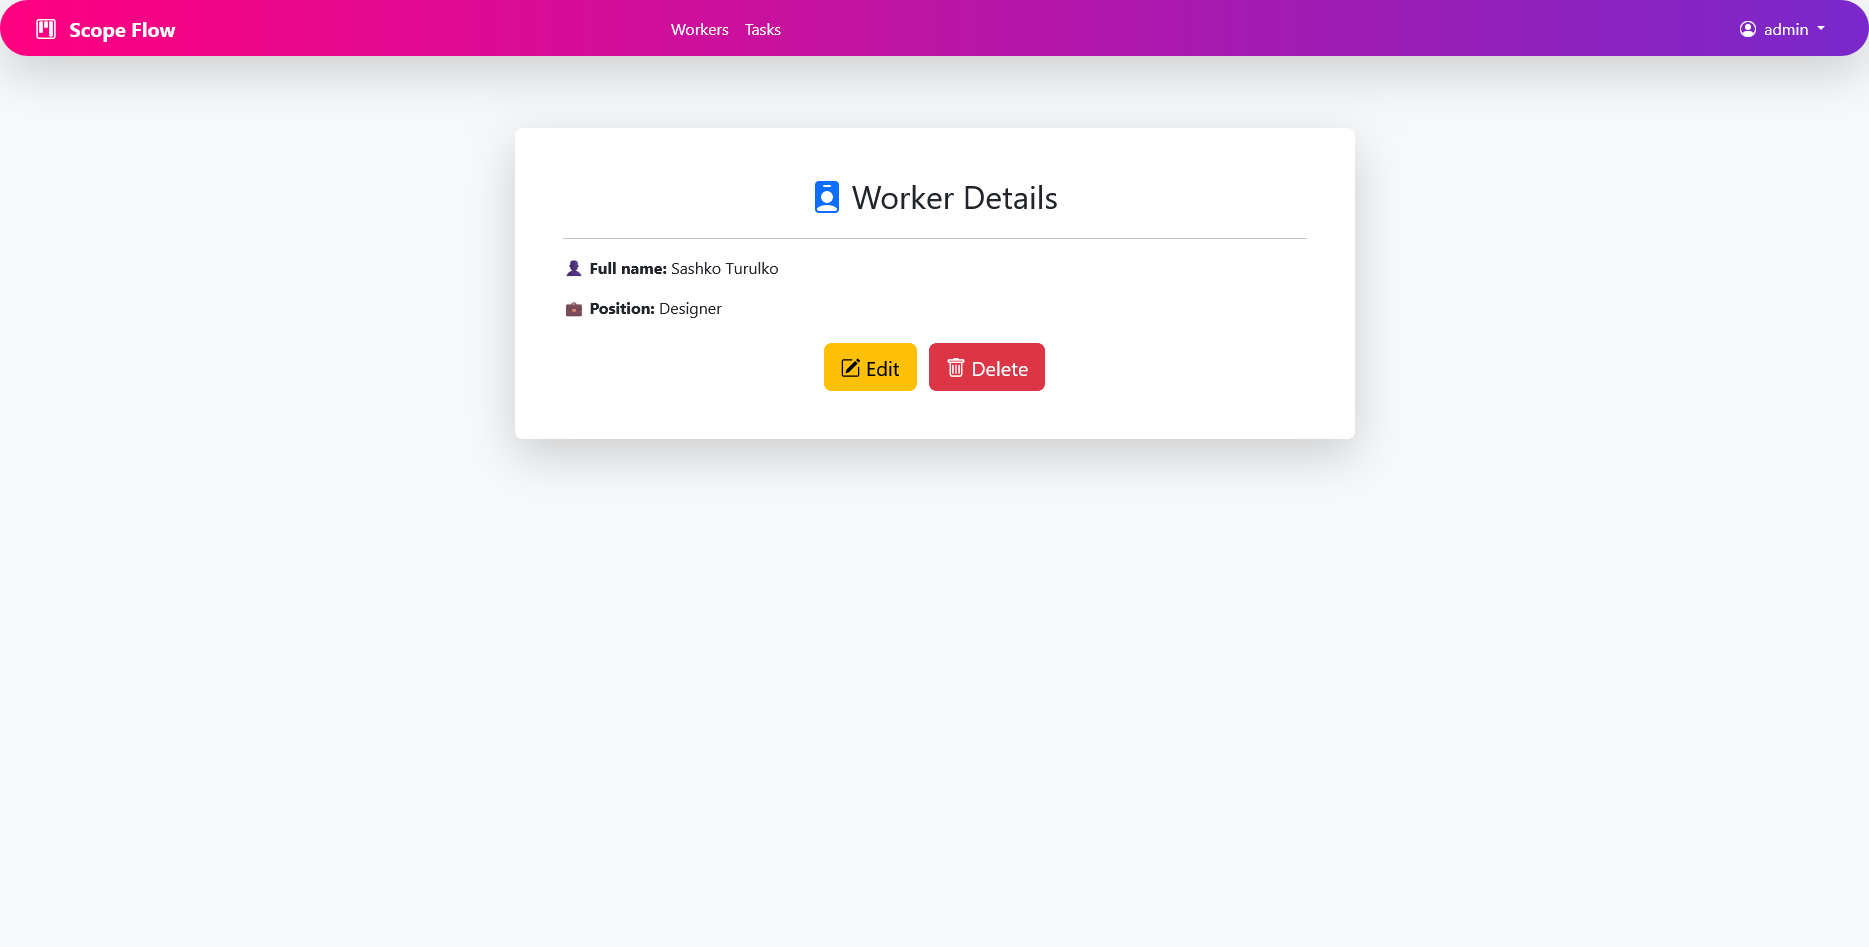 Scope Flow
Workers Tasks
admin
Worker Details
Full name: Sashko Turulko
Position: Designer
Edit Delete